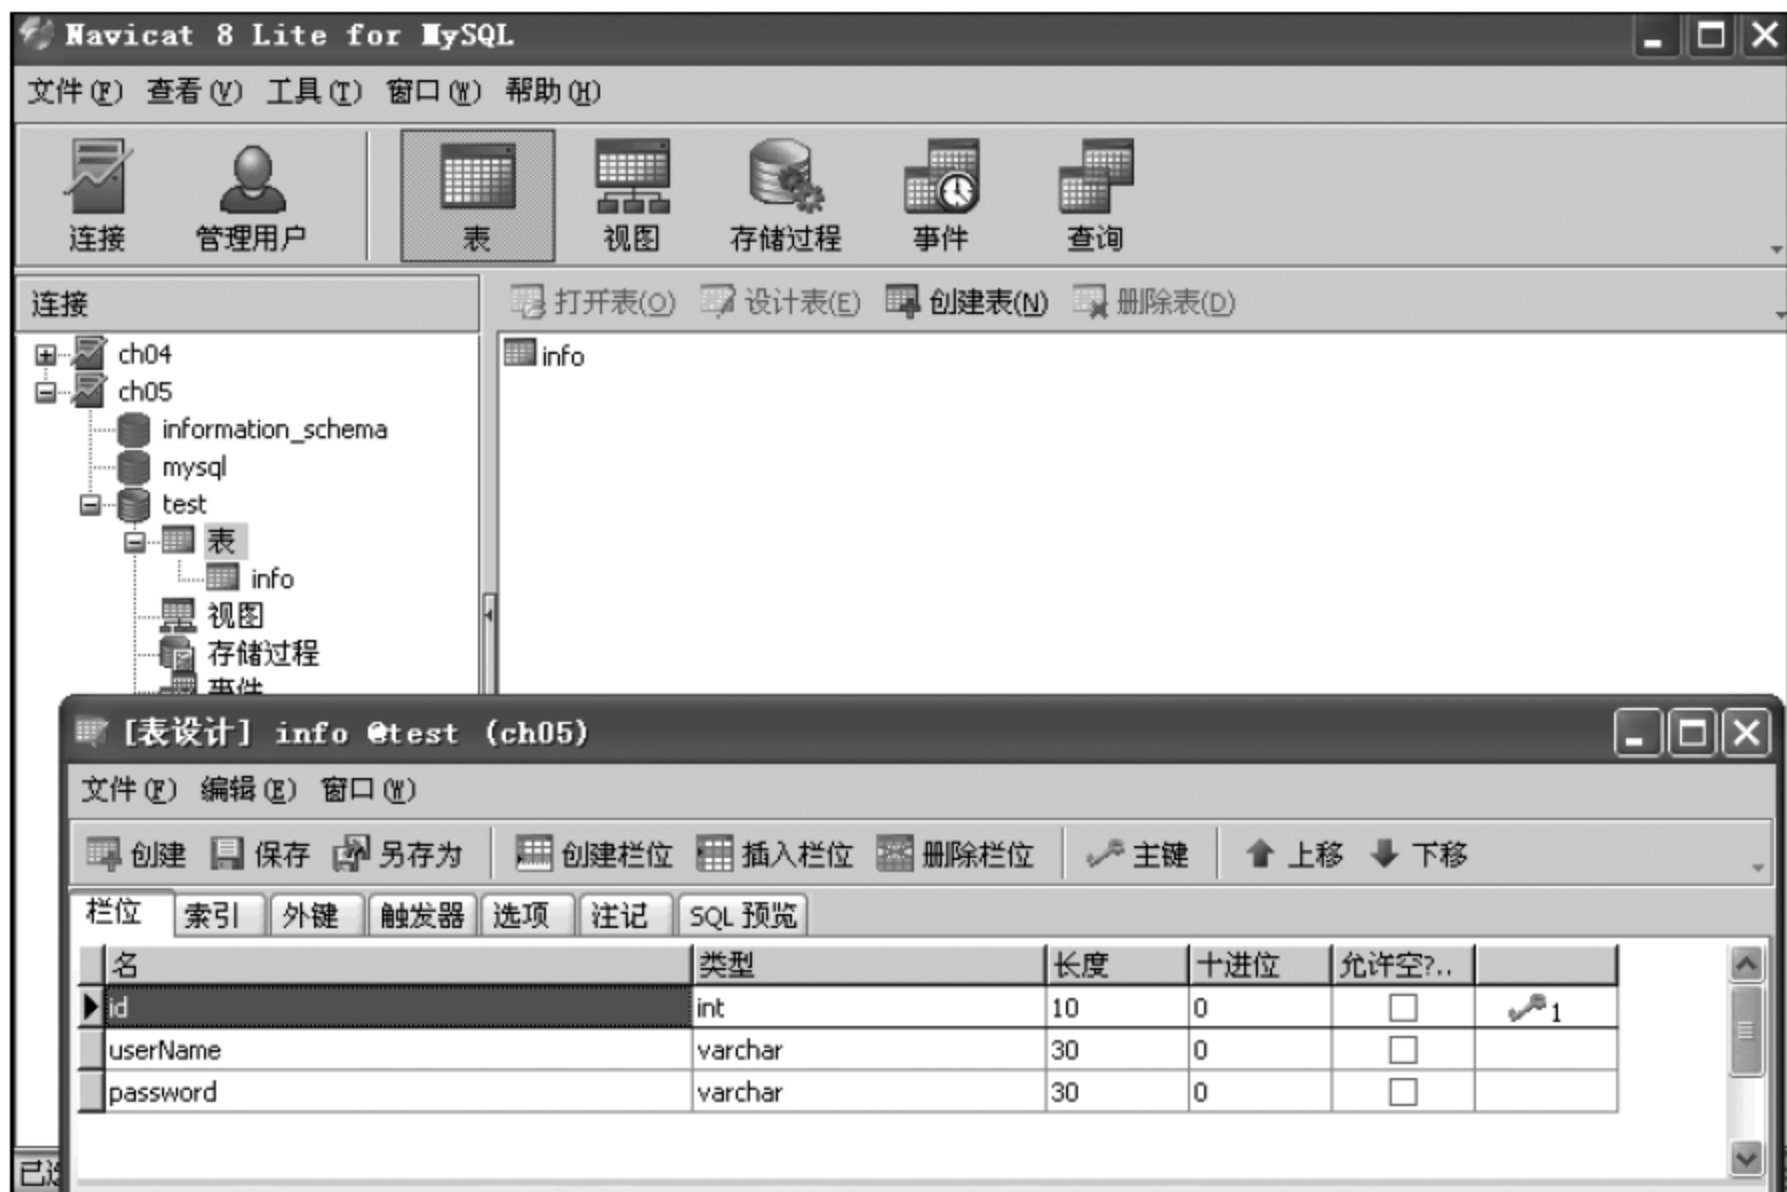 Navicat 8 Lite for MySQL
文件(F) 查看(V) 工具(T) 窗口(W) 帮助(H)
连接 管理用户 表 视图 存储过程 事件 查询
连接
打开表(O) 设计表(E) 创建表(N) 删除表(D)
ch04
info
ch05
information_schema
mysql
test
表
info
视图
存储过程
事件
[表设计] info @test (ch05)
文件(F) 编辑(E) 窗口(W)
创建 保存 另存为 创建栏位 插入栏位 删除栏位 主键 上移 下移
栏位 索引 外键 触发器 选项 注记 SQL 预览
名 类型 长度 十进位 允许空?..
id int 10 0 1
userName varchar 30 0
password varchar 30 0
已